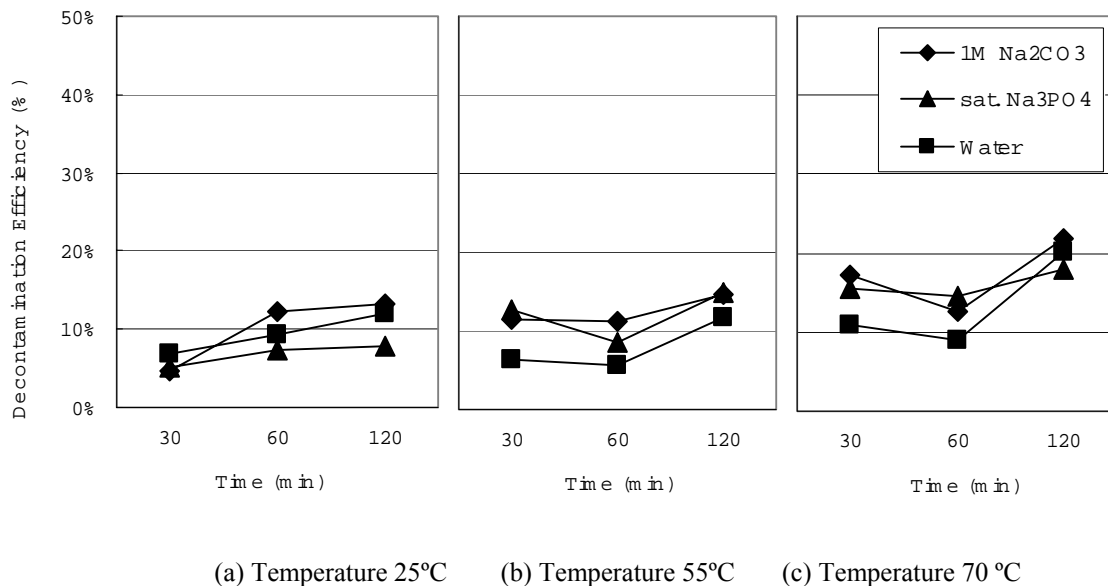 50%
40%
30%
20%
10%
0%
Decontamination Efficiency (%)
30 60 120
Time (min)
30 60 120
Time (min)
30 60 120
Time (min)
1M Na2CO3
sat.Na3PO4
Water
(a) Temperature 25ºC (b) Temperature 55ºC (c) Temperature 70 ºC